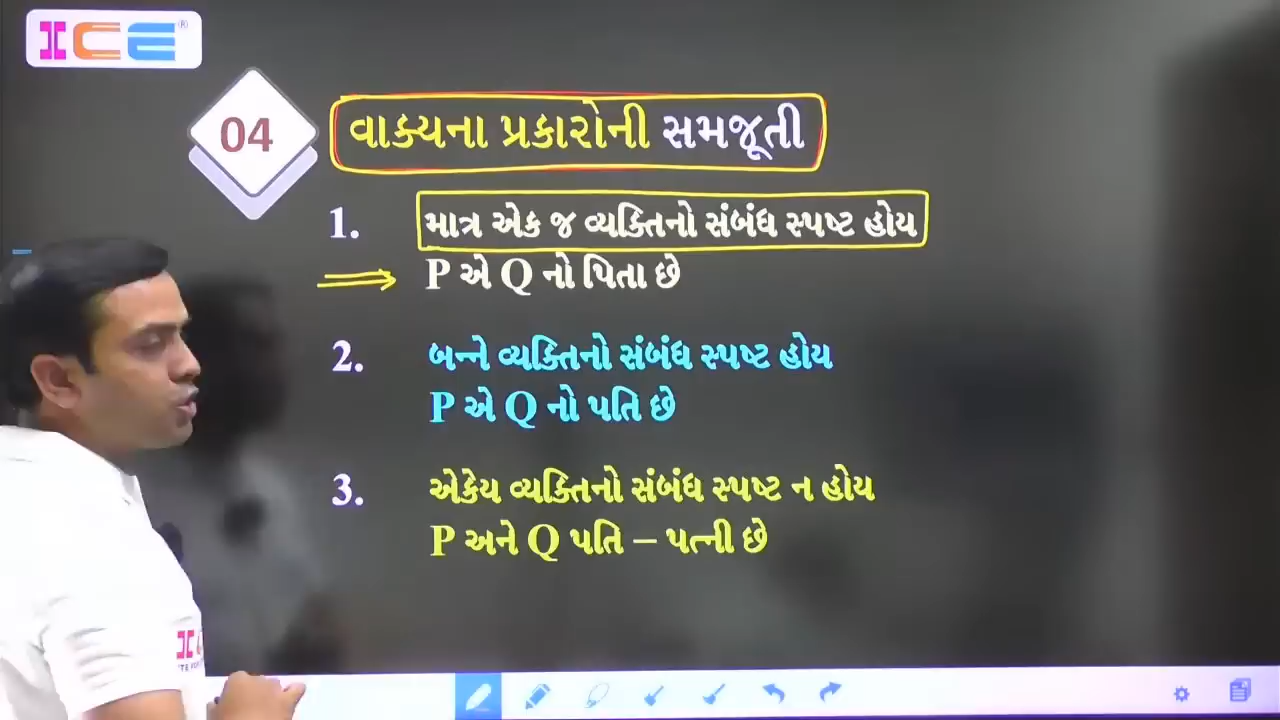 ICE®
04
વાક્યના પ્રકારોની સમજૂતી
1. માત્ર એક જ વ્યક્તિનો સંબંધ સ્પષ્ટ હોય
P એ Q નો પિતા છે
2. બન્ને વ્યક્તિનો સંબંધ સ્પષ્ટ હોય
P એ Q નો પતિ છે
3. એકેય વ્યક્તિનો સંબંધ સ્પષ્ટ ન હોય
P અને Q પતિ – પત્ની છે